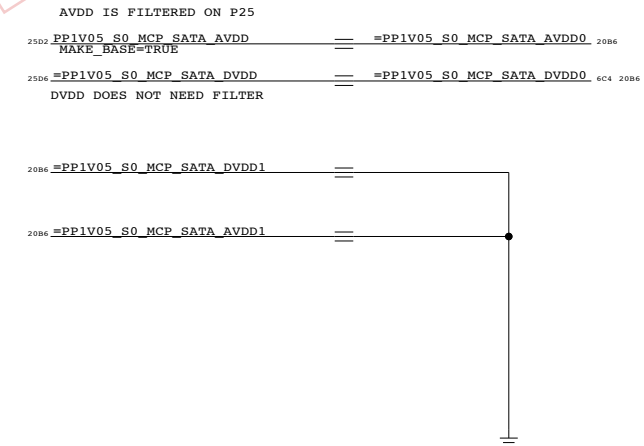 AVDD IS FILTERED ON P25
25D2 PP1V05_S0_MCP_SATA_AVDD =PP1V05_S0_MCP_SATA_AVDD0 20B6
MAKE_BASE=TRUE
25D6 =PP1V05_S0_MCP_SATA_DVDD =PP1V05_S0_MCP_SATA_DVDD0 6C4 20B6
DVDD DOES NOT NEED FILTER
20B6 =PP1V05_S0_MCP_SATA_DVDD1
20B6 =PP1V05_S0_MCP_SATA_AVDD1